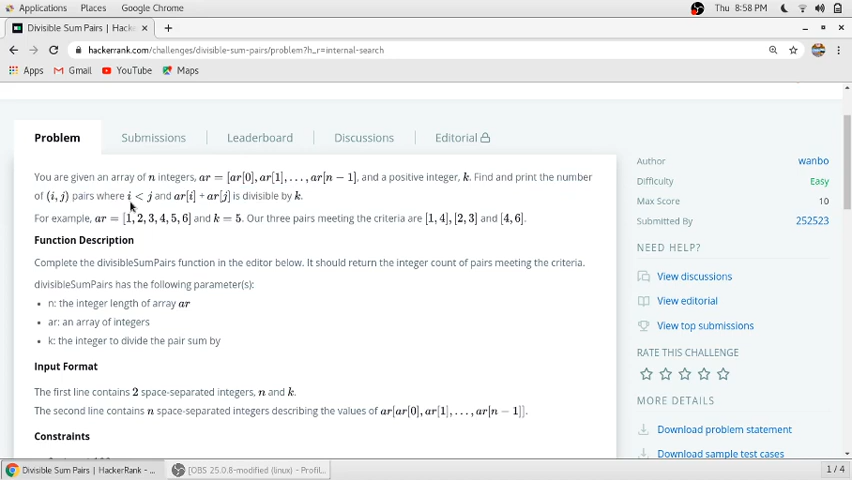 Applications Places Google Chrome Thu 8:58 PM 1 / 4
Divisible Sum Pairs | Hack
hackerrank.com/challenges/divisible-sum-pairs/problem?h_r=internal-search
Apps Gmail YouTube Maps
Problem Submissions Leaderboard Discussions Editorial
You are given an array of n integers, ar = [ar[0], ar[1], . . . , ar[n − 1], and a positive integer, k. Find and print the number
of (i, j) pairs where i < j and ar[i] + ar[j] is divisible by k.
For example, ar = [1, 2, 3, 4, 5, 6] and k = 5. Our three pairs meeting the criteria are [1, 4], [2, 3] and [4, 6].
Function Description
Complete the divisibleSumPairs function in the editor below. It should return the integer count of pairs meeting the criteria.
divisibleSumPairs has the following parameter(s):
• n: the integer length of array ar
• ar: an array of integers
• k: the integer to divide the pair sum by
Input Format
The first line contains 2 space-separated integers, n and k.
The second line contains n space-separated integers describing the values of ar[ar[0], ar[1], . . . , ar[n − 1]].
Constraints
Author wanbo
Difficulty Easy
Max Score 10
Submitted By 252523
NEED HELP?
View discussions
View editorial
View top submissions
RATE THIS CHALLENGE
MORE DETAILS
Download problem statement
Download sample test cases
Divisible Sum Pairs | HackerRank - ... [OBS 25.0.8-modified (linux) - Profil... 1 / 4